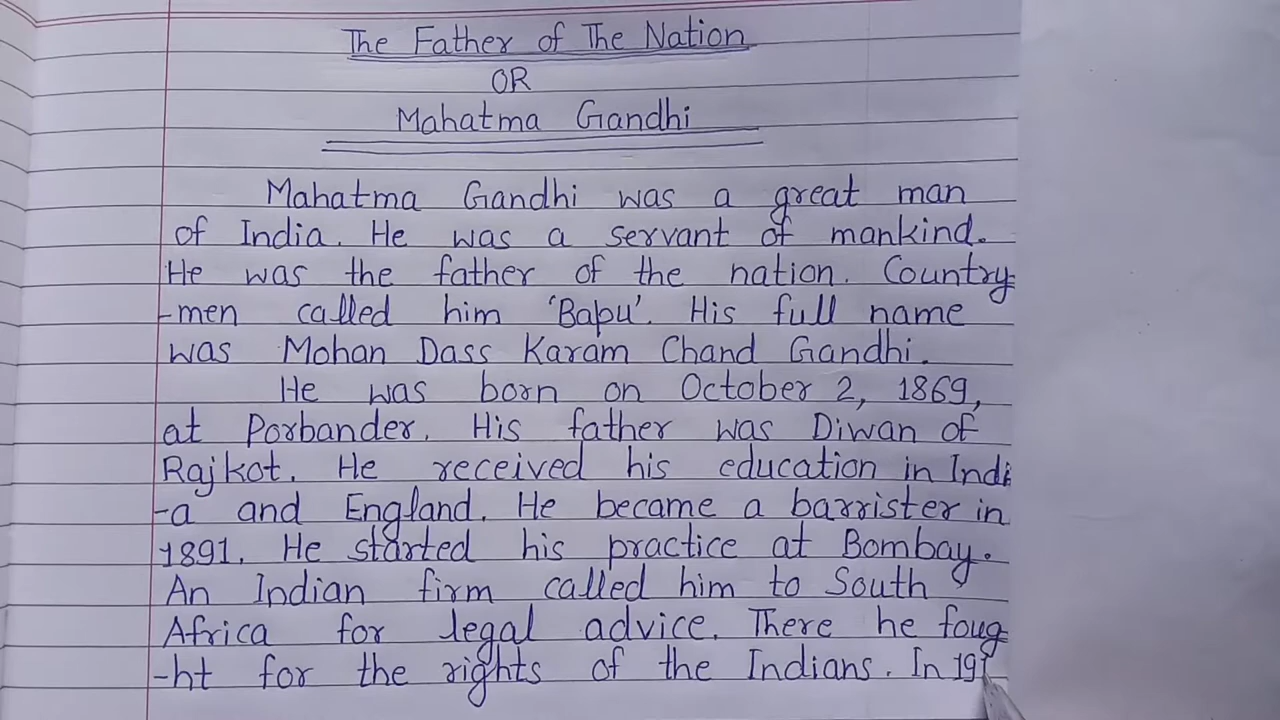 The Father of The Nation
OR
Mahatma Gandhi
Mahatma Gandhi was a great man
of India. He was a servant of mankind.
He was the father of the nation. Country-
-men called him 'Bapu'. His full name
was Mohan Dass Karam Chand Gandhi.
He was born on October 2, 1869,
at Porbander. His father was Diwan of
Rajkot. He received his education in Indi
-a and England. He became a barrister in
1891. He started his practice at Bombay.
An Indian firm called him to South
Africa for legal advice. There he foug
-ht for the rights of the Indians. In